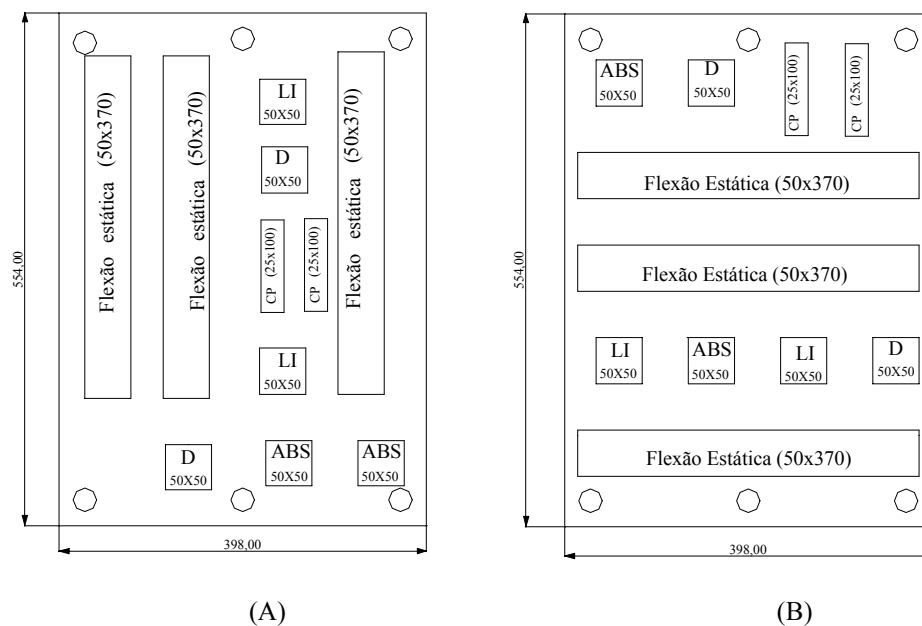 Flexão estática (50x370)
Flexão estática (50x370)
LI
50X50
D
50X50
CP (25x100)
CP (25x100)
Flexão estática (50x370)
LI
50X50
D
50X50
ABS
50X50
ABS
50X50
554,00
398,00
(A)
ABS
50X50
D
50X50
CP (25x100)
CP (25x100)
Flexão Estática (50x370)
Flexão Estática (50x370)
LI
50X50
ABS
50X50
LI
50X50
D
50X50
Flexão Estática (50x370)
554,00
398,00
(B)